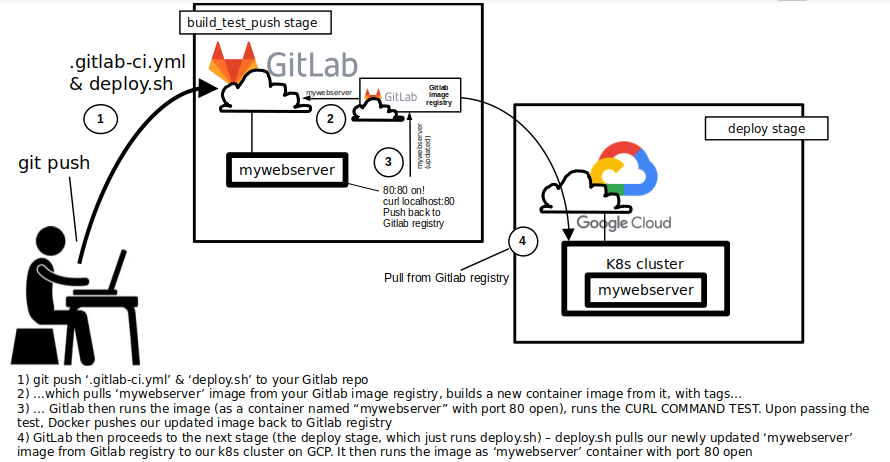 build_test_push stage
.gitlab-ci.yml
& deploy.sh
GitLab
mywebserver
GitLab
Gitlab
image
registry
1
2
deploy stage
mywebserver
(updated)
git push
3
mywebserver
80:80 on!
curl localhost:80
Push back to
Gitlab registry
Google Cloud
4
Pull from Gitlab registry
K8s cluster
mywebserver
1) git push ‘.gitlab-ci.yml’ & ‘deploy.sh’ to your Gitlab repo
2) ...which pulls ‘mywebserver’ image from your Gitlab image registry, builds a new container image from it, with tags...
3) ... Gitlab then runs the image (as a container named “mywebserver” with port 80 open), runs the CURL COMMAND TEST. Upon passing the
test, Docker pushes our updated image back to Gitlab registry
4) GitLab then proceeds to the next stage (the deploy stage, which just runs deploy.sh) – deploy.sh pulls our newly updated ‘mywebserver’
image from Gitlab registry to our k8s cluster on GCP. It then runs the image as ‘mywebserver’ container with port 80 open